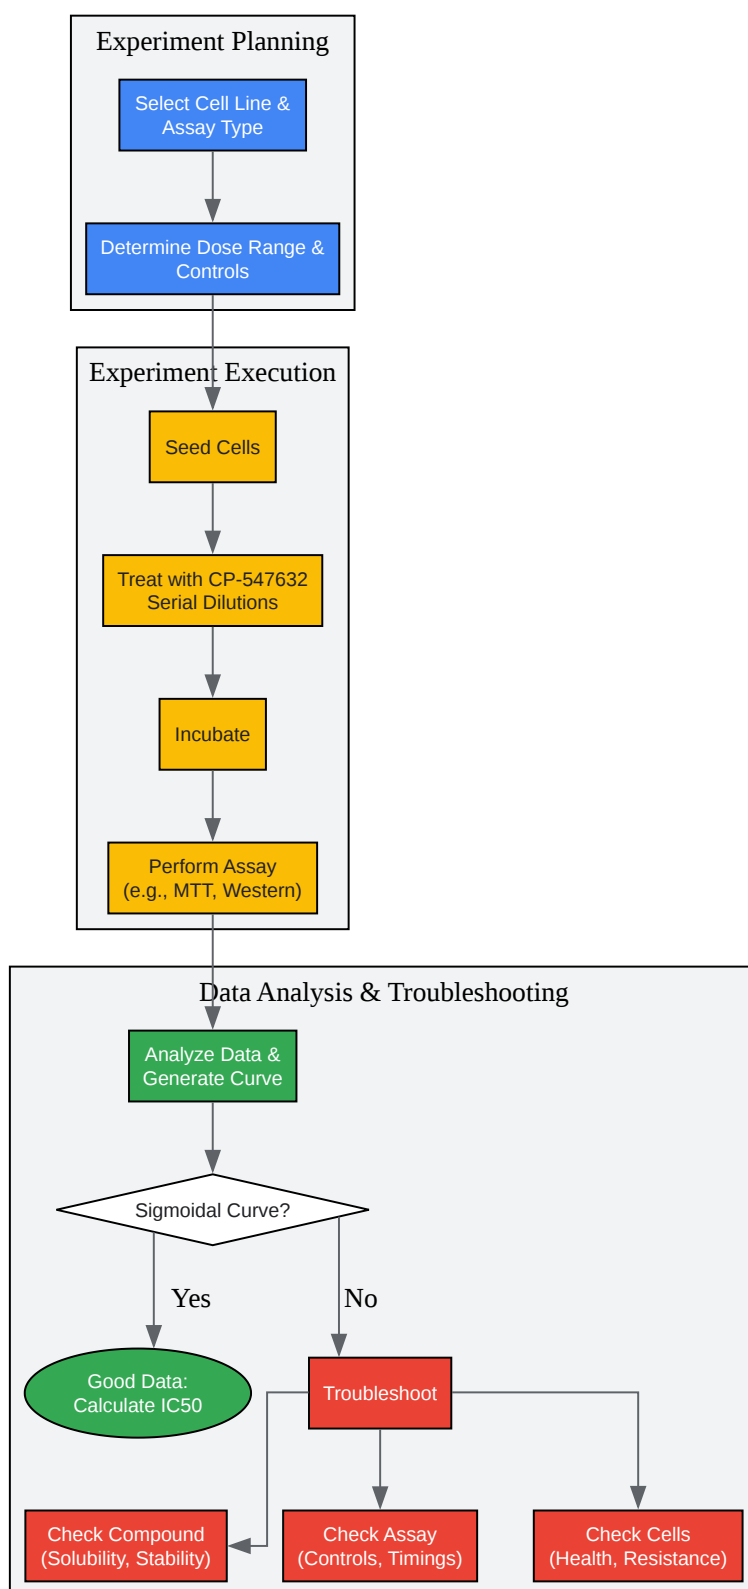 Experiment Planning
Select Cell Line &
Assay Type
Determine Dose Range &
Controls
Experiment Execution
Seed Cells
Treat with CP-547632
Serial Dilutions
Incubate
Perform Assay
(e.g., MTT, Western)
Data Analysis & Troubleshooting
Analyze Data &
Generate Curve
Sigmoidal Curve?
Yes
No
Good Data:
Calculate IC50
Troubleshoot
Check Compound
(Solubility, Stability)
Check Assay
(Controls, Timings)
Check Cells
(Health, Resistance)